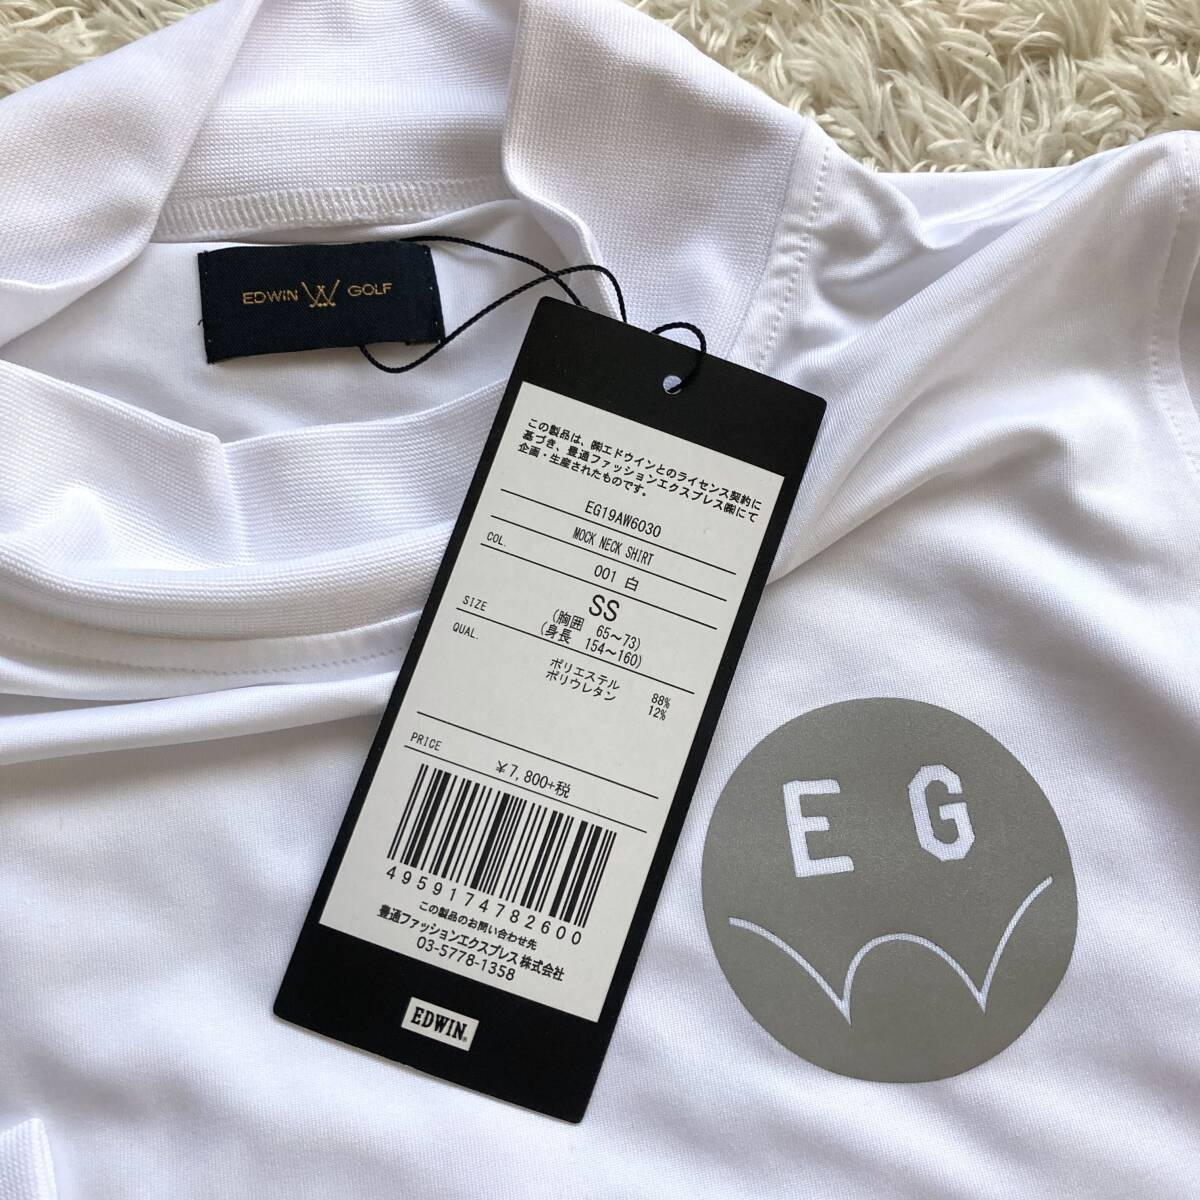 EDWIN GOLF
この製品は、㈱エドウインとのライセンス契約に
基づき、豊通ファッションエクスプレス㈱にて
企画・生産されたものです。
EG19AW6030
MOCK NECK SHIRT
COL. 001 白
SIZE SS
(胸囲 65~73)
(身長 154~160)
QUAL.
ポリエステル 88%
ポリウレタン 12%
PRICE
¥7,800+税
4959174782600
この製品のお問い合わせ先
豊通ファッションエクスプレス株式会社
03-5778-1358
EDWIN®
E G